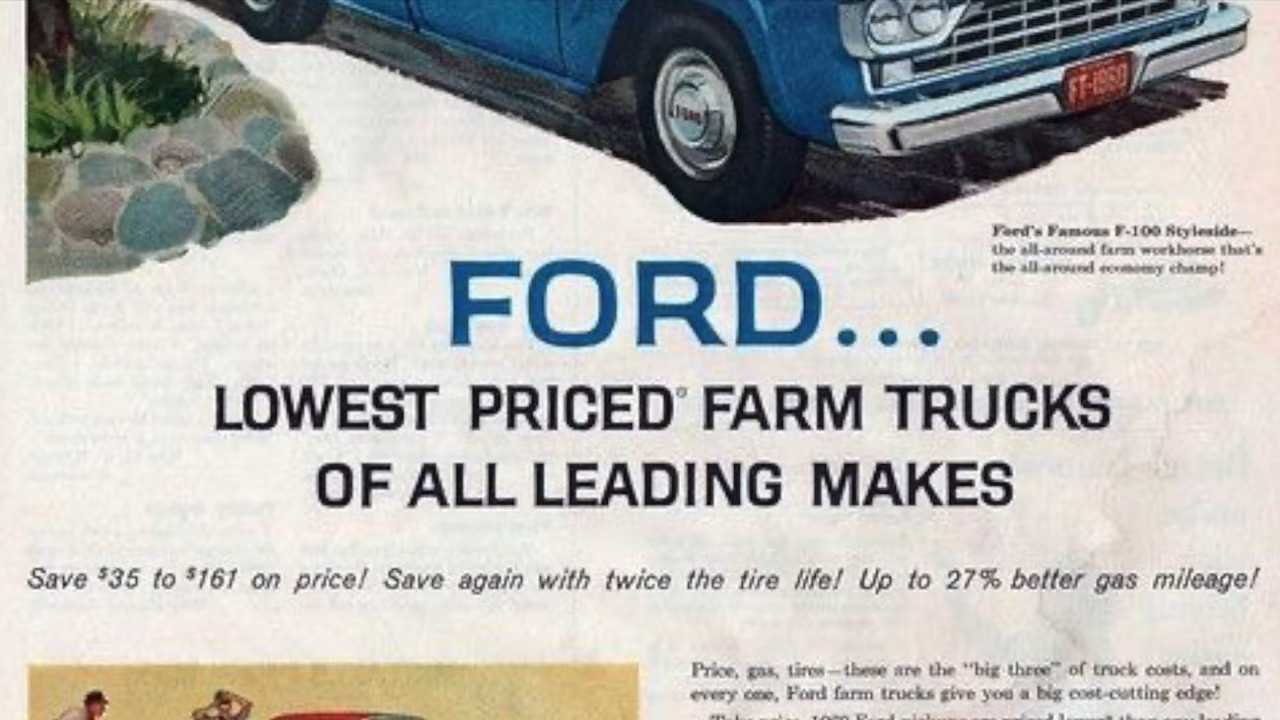 FORD
FT-1960
Ford's Famous F-100 Styleside—
the all-around farm workhorse that's
the all-around economy champ!
FORD...
LOWEST PRICED° FARM TRUCKS
OF ALL LEADING MAKES
Save $35 to $161 on price! Save again with twice the tire life! Up to 27% better gas mileage!
Price, gas, tires—these are the "big three" of truck costs, and on
every one, Ford farm trucks give you a big cost-cutting edge!